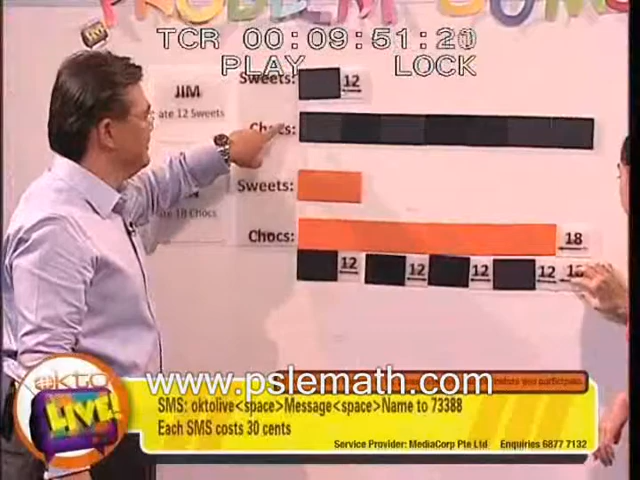 PROBLEM SUMS
TCR 00:09:51:20
PLAY LOCK
Sweets: 12
JIM
ate 12 Sweets
Chocs:
Sweets:
ate 18 Chocs
Chocs: 18
12 12 12 12
www.pslemath.com
okto
LIVE!
SMS: oktolive<space>Message<space>Name to 73388
Each SMS costs 30 cents
Service Provider: MediaCorp Pte Ltd Enquiries 6877 7132